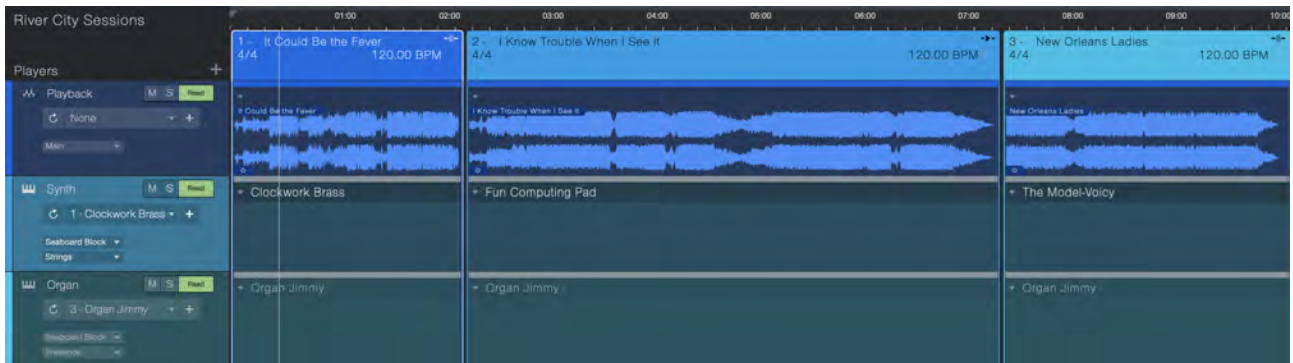 River City Sessions
01:00 02:00 03:00 04:00 05:00 06:00 07:00 08:00 09:00 10:00
1 - It Could Be the Fever
4/4 120.00 BPM
2 - I Know Trouble When I See It
4/4 120.00 BPM
3 - New Orleans Ladies
4/4 120.00 BPM
Players +
Playback M S Read
None +
Main
It Could Be the Fever
I Know Trouble When I See It
New Orleans Ladies
Synth M S Read
1 - Clockwork Brass +
Seaboard Block
Strings
Clockwork Brass
Fun Computing Pad
The Model-Voicy
Organ M S Read
3 - Organ Jimmy +
Seaboard Block
Presence
Organ Jimmy
Organ Jimmy
Organ Jimmy